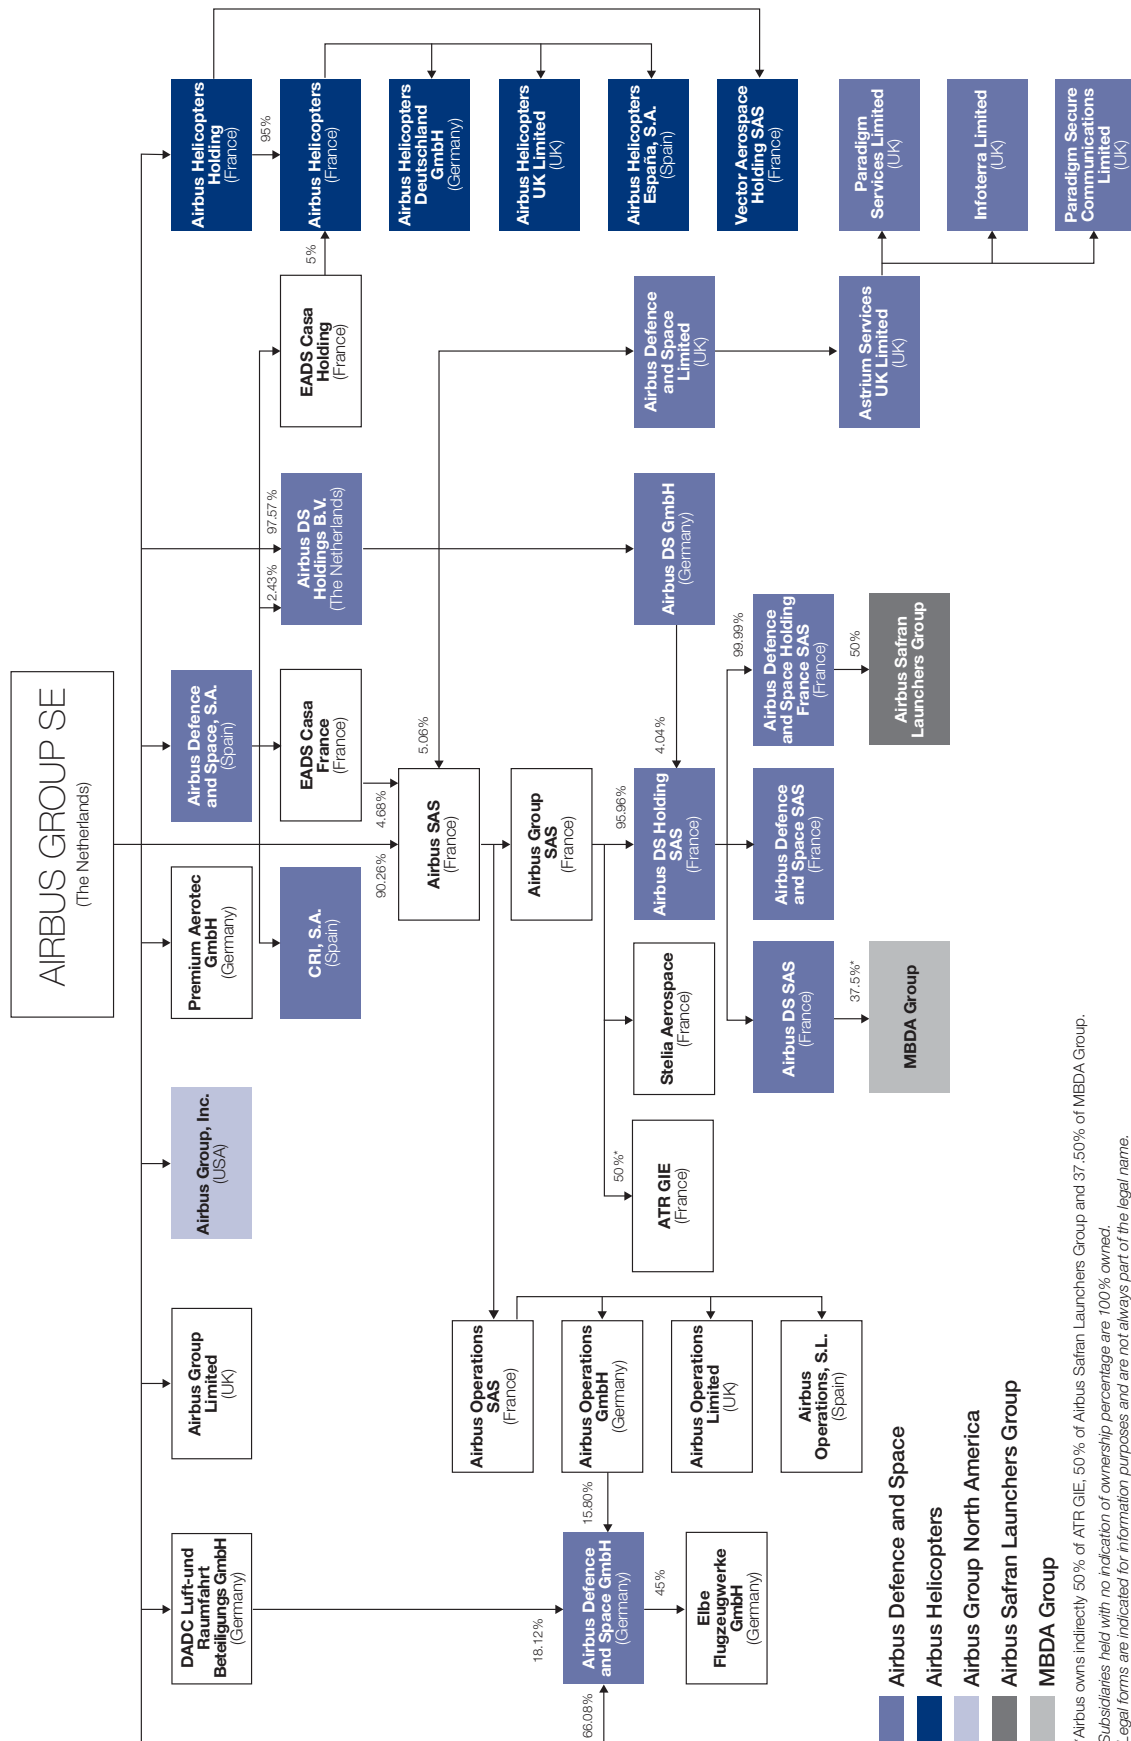 AIRBUS GROUP SE
(The Netherlands)
DADC Luft-und
Raumfahrt
Beteiligungs GmbH
(Germany)
Airbus Group
Limited
(UK)
Airbus Group, Inc.
(USA)
Premium Aerotec
GmbH
(Germany)
Airbus Defence
and Space, S.A.
(Spain)
Airbus Helicopters
Holding
(France)
2.43%
97.57%
95%
CRI, S.A.
(Spain)
EADS Casa
France
(France)
Airbus DS
Holdings B.V.
(The Netherlands)
EADS Casa
Holding
(France)
5%
Airbus Helicopters
(France)
90.26%
4.68%
5.06%
Airbus SAS
(France)
Airbus Helicopters
Deutschland
GmbH
(Germany)
Airbus Operations
SAS
(France)
Airbus Group
SAS
(France)
Airbus Helicopters
UK Limited
(UK)
18.12%
66.08%
15.80%
Airbus Defence
and Space GmbH
(Germany)
Airbus Operations
GmbH
(Germany)
50%*
95.96%
4.04%
ATR GIE
(France)
Stelia Aerospace
(France)
Airbus DS Holding
SAS
(France)
Airbus DS GmbH
(Germany)
Airbus Defence
and Space
Limited
(UK)
Airbus Helicopters
España, S.A.
(Spain)
45%
Elbe
Flugzeugwerke
GmbH
(Germany)
Airbus Operations
Limited
(UK)
99.99%
Airbus DS SAS
(France)
Airbus Defence
and Space SAS
(France)
Airbus Defence
and Space Holding
France SAS
(France)
Vector Aerospace
Holding SAS
(France)
Airbus
Operations, S.L.
(Spain)
37.5%*
50%
MBDA Group
Airbus Safran
Launchers Group
Astrium Services
UK Limited
(UK)
Paradigm
Services Limited
(UK)
Infoterra Limited
(UK)
Paradigm Secure
Communications
Limited
(UK)
Airbus Defence and Space
Airbus Helicopters
Airbus Group North America
Airbus Safran Launchers Group
MBDA Group
*Airbus owns indirectly 50% of ATR GIE, 50% of Airbus Safran Launchers Group and 37.50% of MBDA Group.
Subsidiaries held with no indication of ownership percentage are 100% owned.
Legal forms are indicated for information purposes and are not always part of the legal name.